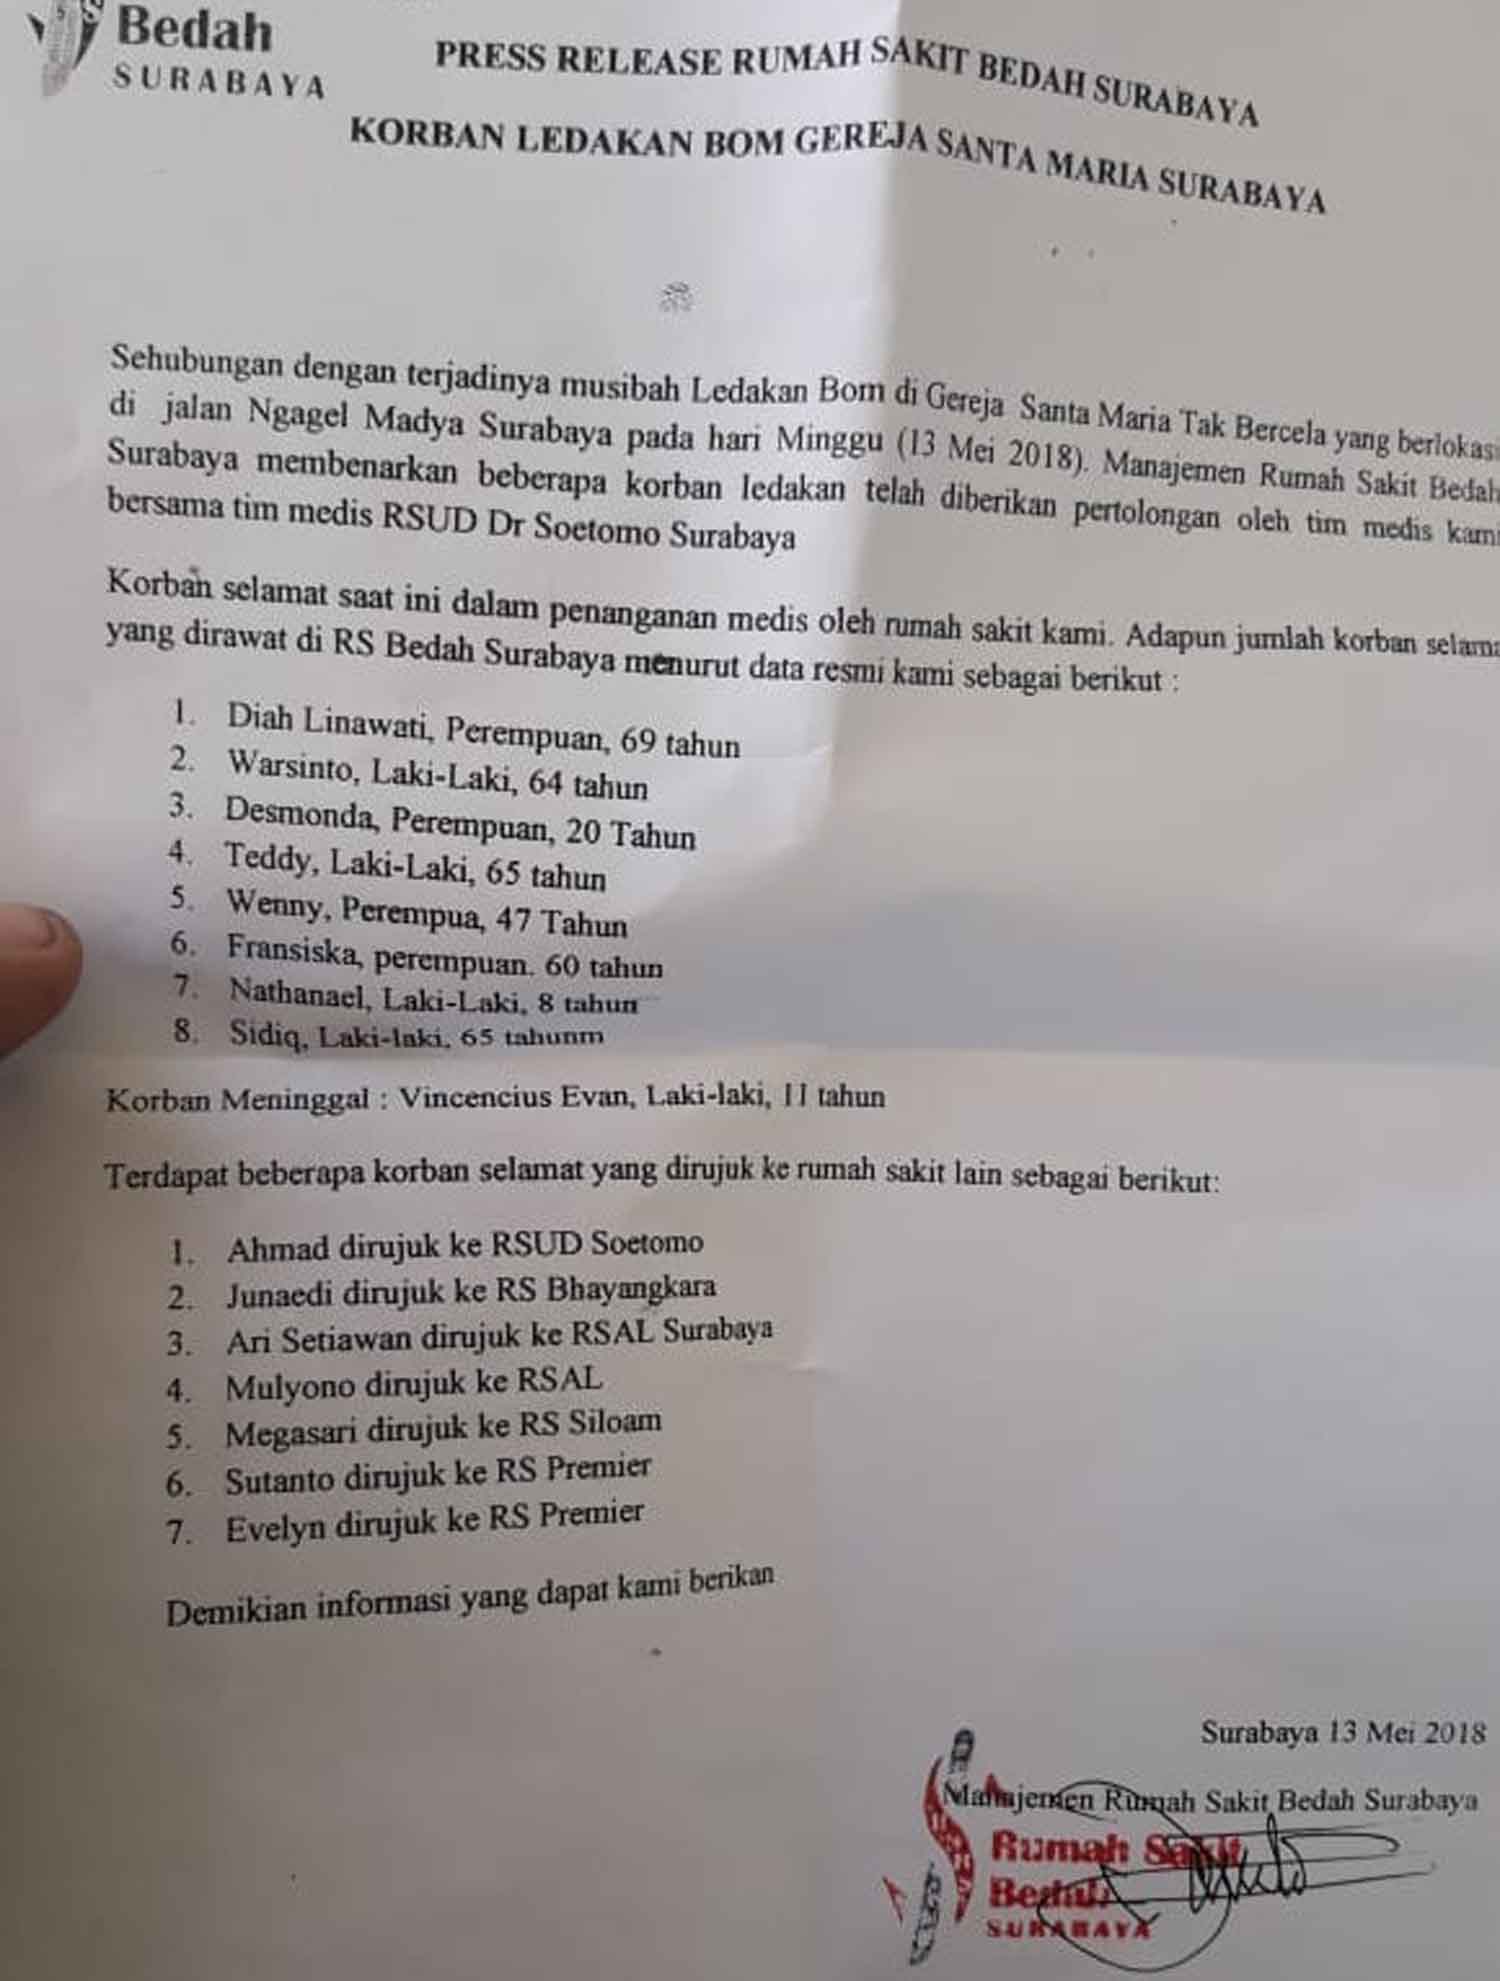 Bedah
SURABAYA
PRESS RELEASE RUMAH SAKIT BEDAH SURABAYA
KORBAN LEDAKAN BOM GEREJA SANTA MARIA SURABAYA
Sehubungan dengan terjadinya musibah Ledakan Bom di Gereja Santa Maria Tak Bercela yang berlokasi
di jalan Ngagel Madya Surabaya pada hari Minggu (13 Mei 2018). Manajemen Rumah Sakit Bedah
Surabaya membenarkan beberapa korban ledakan telah diberikan pertolongan oleh tim medis kami
bersama tim medis RSUD Dr Soetomo Surabaya
Korban selamat saat ini dalam penanganan medis oleh rumah sakit kami. Adapun jumlah korban selama
yang dirawat di RS Bedah Surabaya menurut data resmi kami sebagai berikut :
1. Diah Linawati, Perempuan, 69 tahun
2. Warsinto, Laki-Laki, 64 tahun
3. Desmonda, Perempuan, 20 Tahun
4. Teddy, Laki-Laki, 65 tahun
5. Wenny, Perempua, 47 Tahun
6. Fransiska, perempuan. 60 tahun
7. Nathanael, Laki-Laki, 8 tahun
8. Sidiq, Laki-laki, 65 tahunm
Korban Meninggal : Vincencius Evan, Laki-laki, 11 tahun
Terdapat beberapa korban selamat yang dirujuk ke rumah sakit lain sebagai berikut:
1. Ahmad dirujuk ke RSUD Soetomo
2. Junaedi dirujuk ke RS Bhayangkara
3. Ari Setiawan dirujuk ke RSAL Surabaya
4. Mulyono dirujuk ke RSAL
5. Megasari dirujuk ke RS Siloam
6. Sutanto dirujuk ke RS Premier
7. Evelyn dirujuk ke RS Premier
Demikian informasi yang dapat kami berikan
Surabaya 13 Mei 2018
Manajemen Rumah Sakit Bedah Surabaya
Rumah Sakit
Bedah
SURABAYA